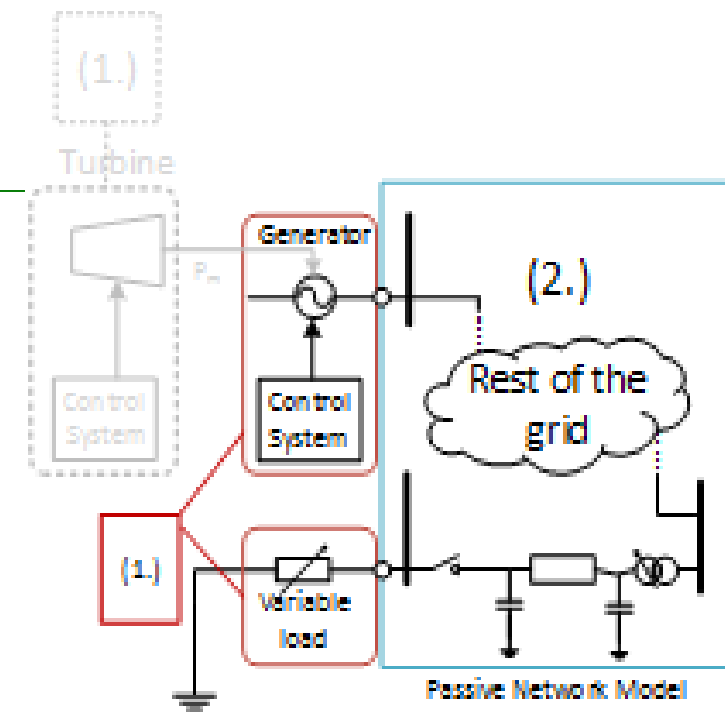 (1.)
Turbine
Generator
Pm
(2.)
Rest of the
grid
Control
System
Control
System
(1.)
Variable
load
Passive Network Model